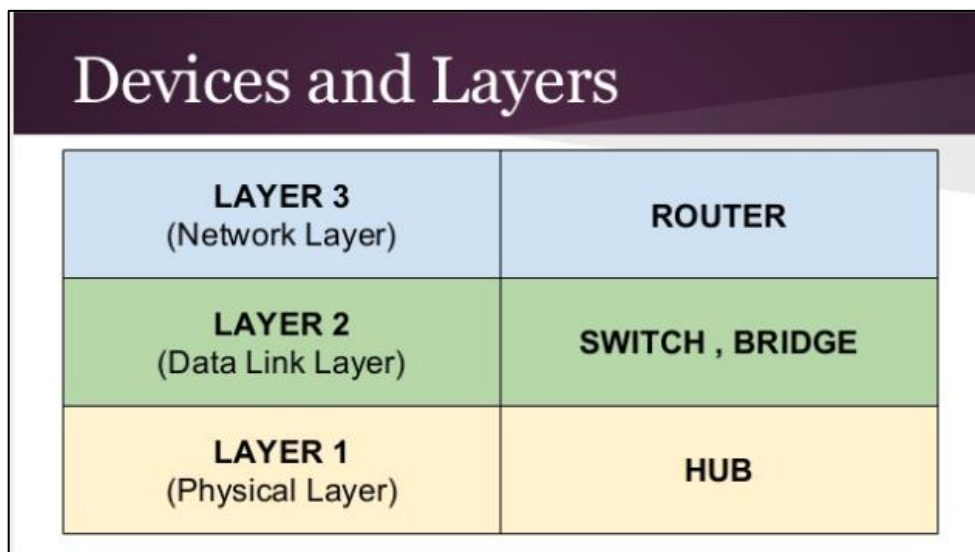 Devices and Layers
LAYER 3
(Network Layer)
ROUTER
LAYER 2
(Data Link Layer)
SWITCH , BRIDGE
LAYER 1
(Physical Layer)
HUB